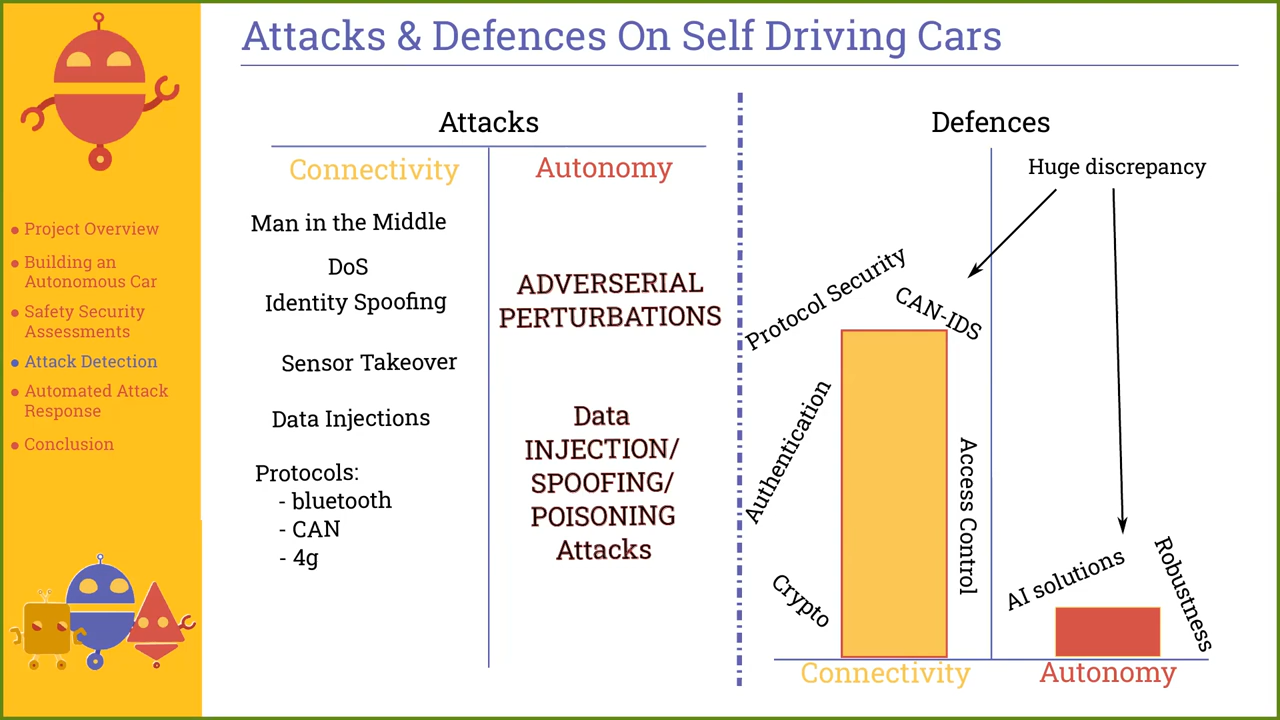 Attacks & Defences On Self Driving Cars
Project Overview
Building an
Autonomous Car
Safety Security
Assessments
Attack Detection
Automated Attack
Response
Conclusion
Attacks
Connectivity
Man in the Middle
DoS
Identity Spoofing
Sensor Takeover
Data Injections
Protocols:
- bluetooth
- CAN
- 4g
Autonomy
ADVERSERIAL
PERTURBATIONS
Data
INJECTION/
SPOOFING/
POISONING
Attacks
Defences
Huge discrepancy
Protocol Security
CAN-IDS
Authentication
Access Control
Crypto
AI solutions
Robustness
Connectivity
Autonomy